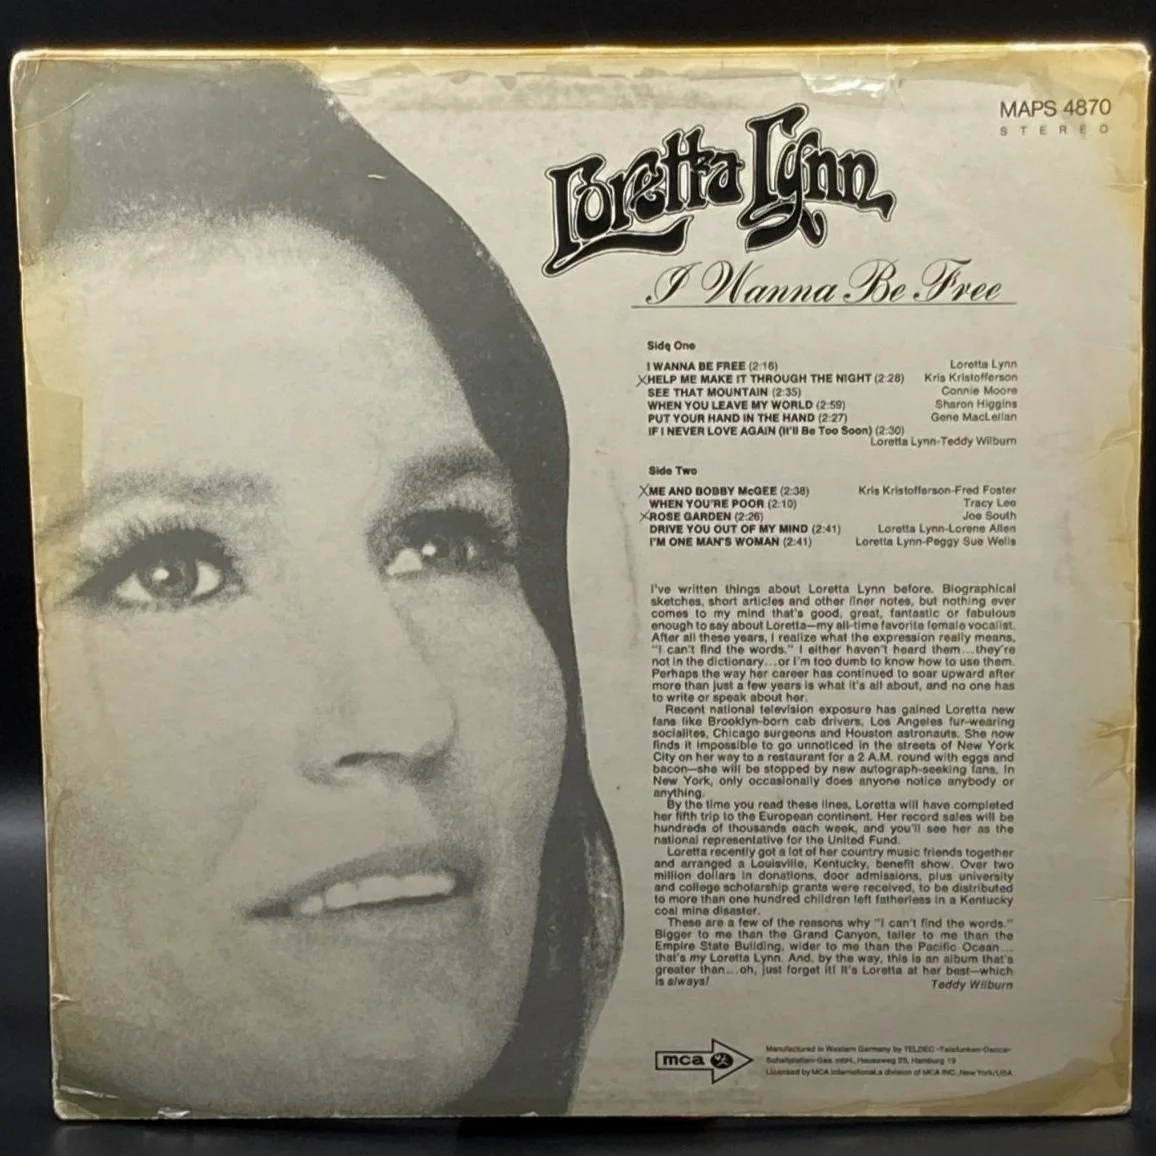 MAPS 4870
STEREO
Loretta Lynn
I Wanna Be Free
Side One
I WANNA BE FREE (2:16) Loretta Lynn
XHELP ME MAKE IT THROUGH THE NIGHT (2:28) Kris Kristofferson
SEE THAT MOUNTAIN (2:35) Connie Moore
WHEN YOU LEAVE MY WORLD (2:59) Sharon Higgins
PUT YOUR HAND IN THE HAND (2:27) Gene MacLellan
IF I NEVER LOVE AGAIN (It'll Be Too Soon) (2:30)
Loretta Lynn-Teddy Wilburn
Side Two
XME AND BOBBY McGEE (2:38) Kris Kristofferson-Fred Foster
WHEN YOU'RE POOR (2:10) Tracy Lee
XROSE GARDEN (2:26) Joe South
DRIVE YOU OUT OF MY MIND (2:41) Loretta Lynn-Lorene Allen
I'M ONE MAN'S WOMAN (2:41) Loretta Lynn-Peggy Sue Wells
I've written things about Loretta Lynn before. Biographical
sketches, short articles and other liner notes, but nothing ever
comes to my mind that's good, great, fantastic or fabulous
enough to say about Loretta—my all-time favorite female vocalist.
After all these years, I realize what the expression really means,
"I can't find the words." I either haven't heard them...they're
not in the dictionary...or I'm too dumb to know how to use them.
Perhaps the way her career has continued to soar upward after
more than just a few years is what it's all about, and no one has
to write or speak about her.
Recent national television exposure has gained Loretta new
fans like Brooklyn-born cab drivers, Los Angeles fur-wearing
socialites, Chicago surgeons and Houston astronauts. She now
finds it impossible to go unnoticed in the streets of New York
City on her way to a restaurant for a 2 A.M. round with eggs and
bacon—she will be stopped by new autograph-seeking fans. In
New York, only occasionally does anyone notice anybody or
anything.
By the time you read these lines, Loretta will have completed
her fifth trip to the European continent. Her record sales will be
hundreds of thousands each week, and you'll see her as the
national representative for the United Fund.
Loretta recently got a lot of her country music friends together
and arranged a Louisville, Kentucky, benefit show. Over two
million dollars in donations, door admissions, plus university
and college scholarship grants were received, to be distributed
to more than one hundred children left fatherless in a Kentucky
coal mine disaster.
These are a few of the reasons why "I can't find the words."
Bigger to me than the Grand Canyon, taller to me than the
Empire State Building, wider to me than the Pacific Ocean...
that's my Loretta Lynn. And, by the way, this is an album that's
greater than...oh, just forget it! It's Loretta at her best—which
is always! Teddy Wilburn
mca
Manufactured in Western Germany by TELDEC »Telefunken-Decca«
Schallplatten-Ges. mbH., Heussweg 25, Hamburg 19
Licensed by MCA International, a division of MCA INC., New York/USA